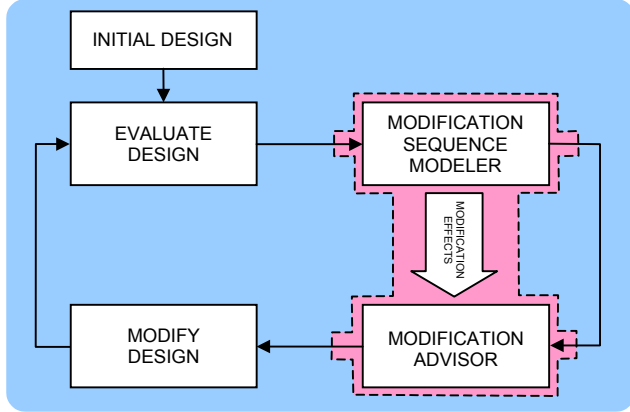 INITIAL DESIGN
EVALUATE
DESIGN
MODIFICATION
SEQUENCE
MODELER
MODIFICATION
EFFECTS
MODIFY
DESIGN
MODIFICATION
ADVISOR